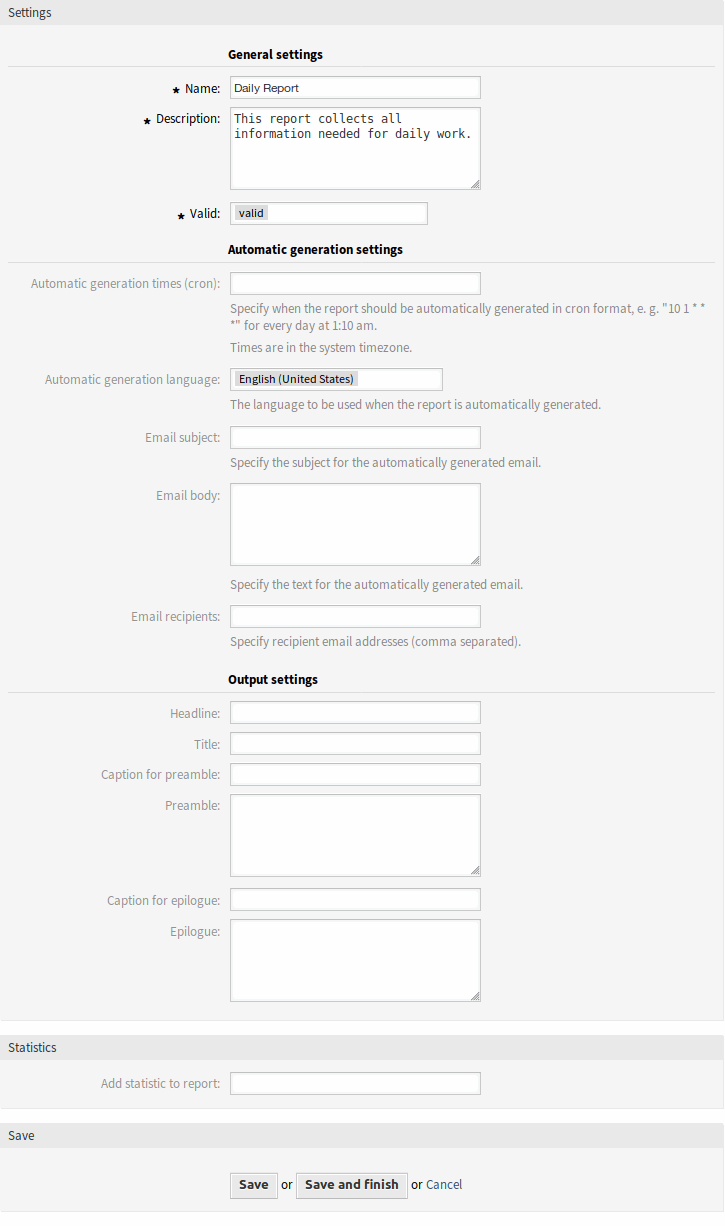 Settings
General settings
★ Name: Daily Report
★ Description: This report collects all
information needed for daily work.
★ Valid: valid
Automatic generation settings
Automatic generation times (cron):
Specify when the report should be automatically generated in cron format, e. g. "10 1 * *
*" for every day at 1:10 am.
Times are in the system timezone.
Automatic generation language: English (United States)
The language to be used when the report is automatically generated.
Email subject:
Specify the subject for the automatically generated email.
Email body:
Specify the text for the automatically generated email.
Email recipients:
Specify recipient email addresses (comma separated).
Output settings
Headline:
Title:
Caption for preamble:
Preamble:
Caption for epilogue:
Epilogue:
Statistics
Add statistic to report:
Save
Save or Save and finish or Cancel